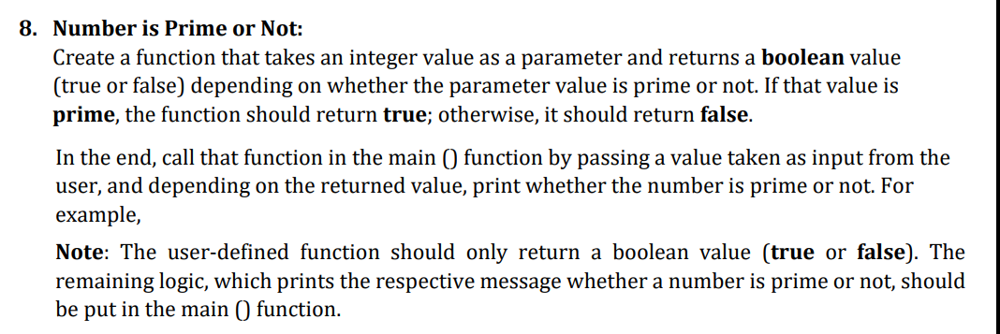 8. Number is Prime or Not:
Create a function that takes an integer value as a parameter and returns a boolean value
(true or false) depending on whether the parameter value is prime or not. If that value is
prime, the function should return true; otherwise, it should return false.
In the end, call that function in the main () function by passing a value taken as input from the
user, and depending on the returned value, print whether the number is prime or not. For
example,
Note: The user-defined function should only return a boolean value (true or false). The
remaining logic, which prints the respective message whether a number is prime or not, should
be put in the main () function.